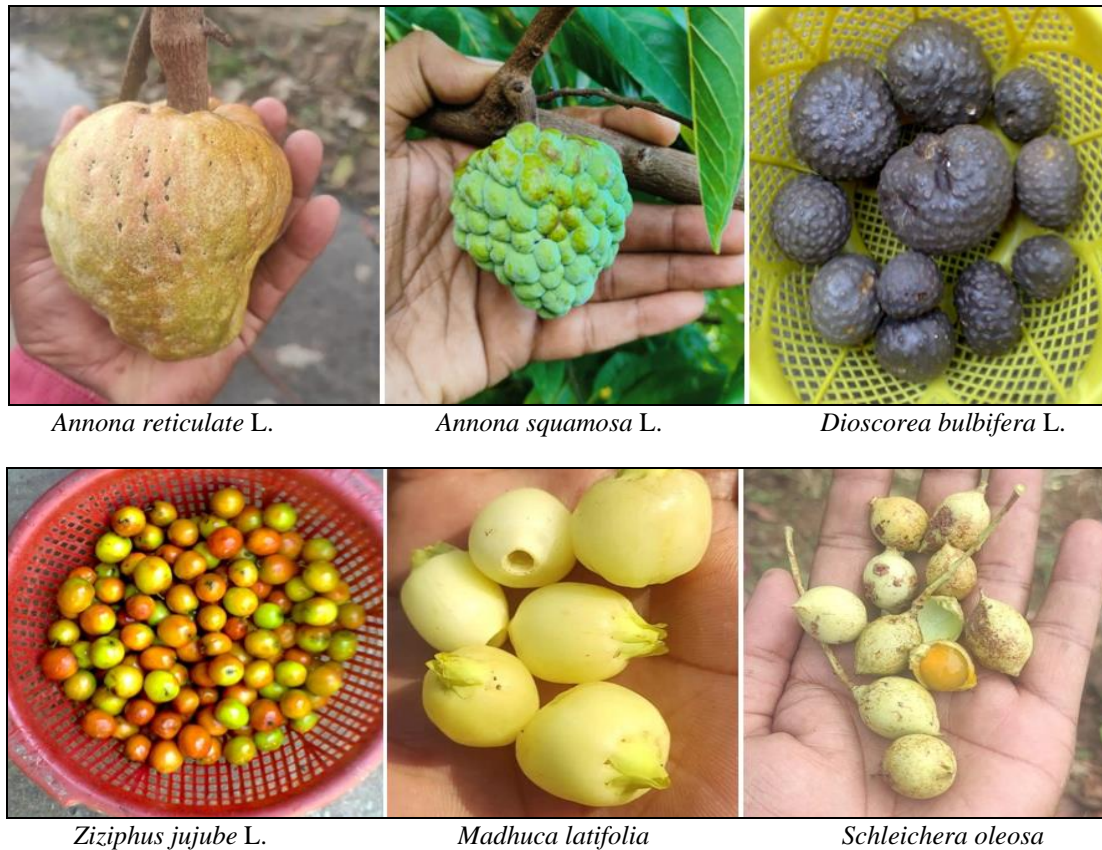 Annona reticulate L.
Annona squamosa L.
Dioscorea bulbifera L.
Ziziphus jujube L.
Madhuca latifolia
Schleichera oleosa